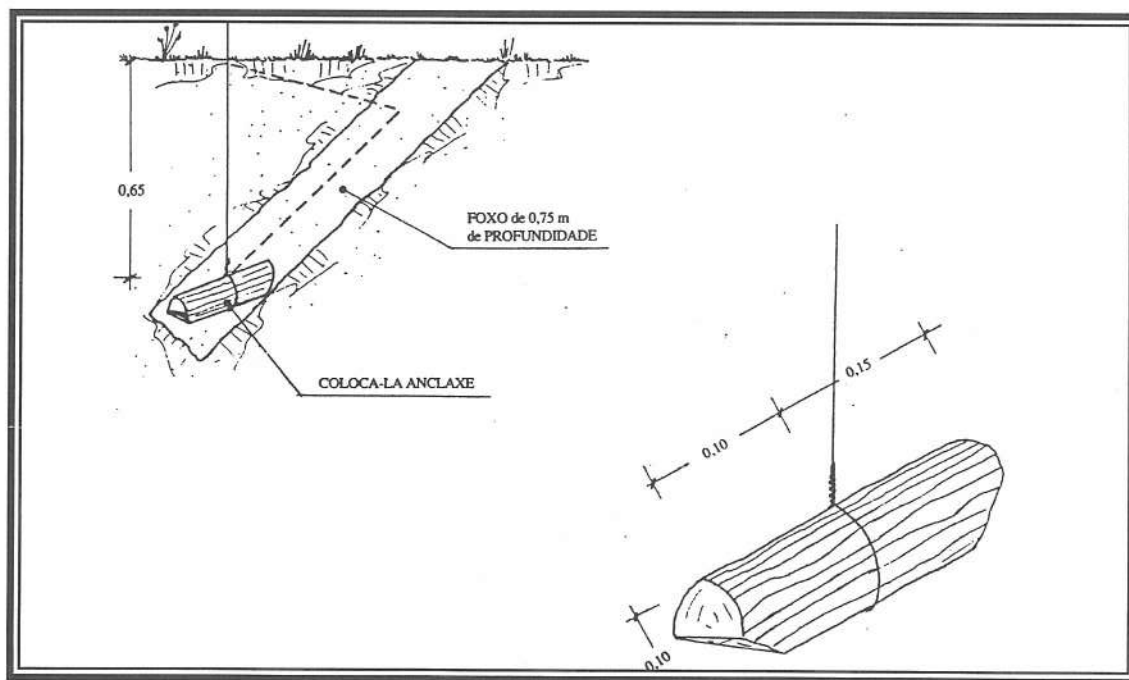 0,65
FOXO de 0,75 m
de PROFUNDIDADE
COLOCA-LA ANCLAXE
0,15
0,10
0,10